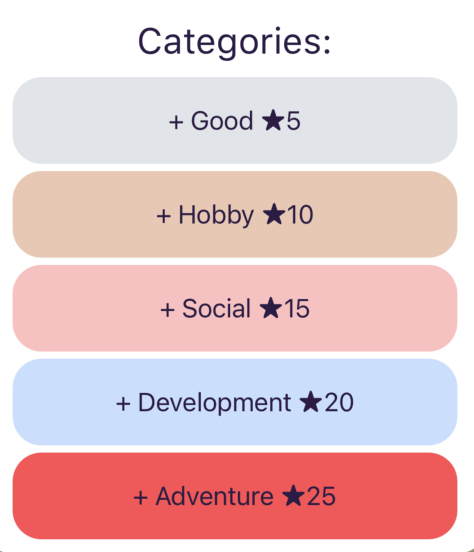 Categories:
+ Good ★5
+ Hobby ★10
+ Social ★15
+ Development ★20
+ Adventure ★25